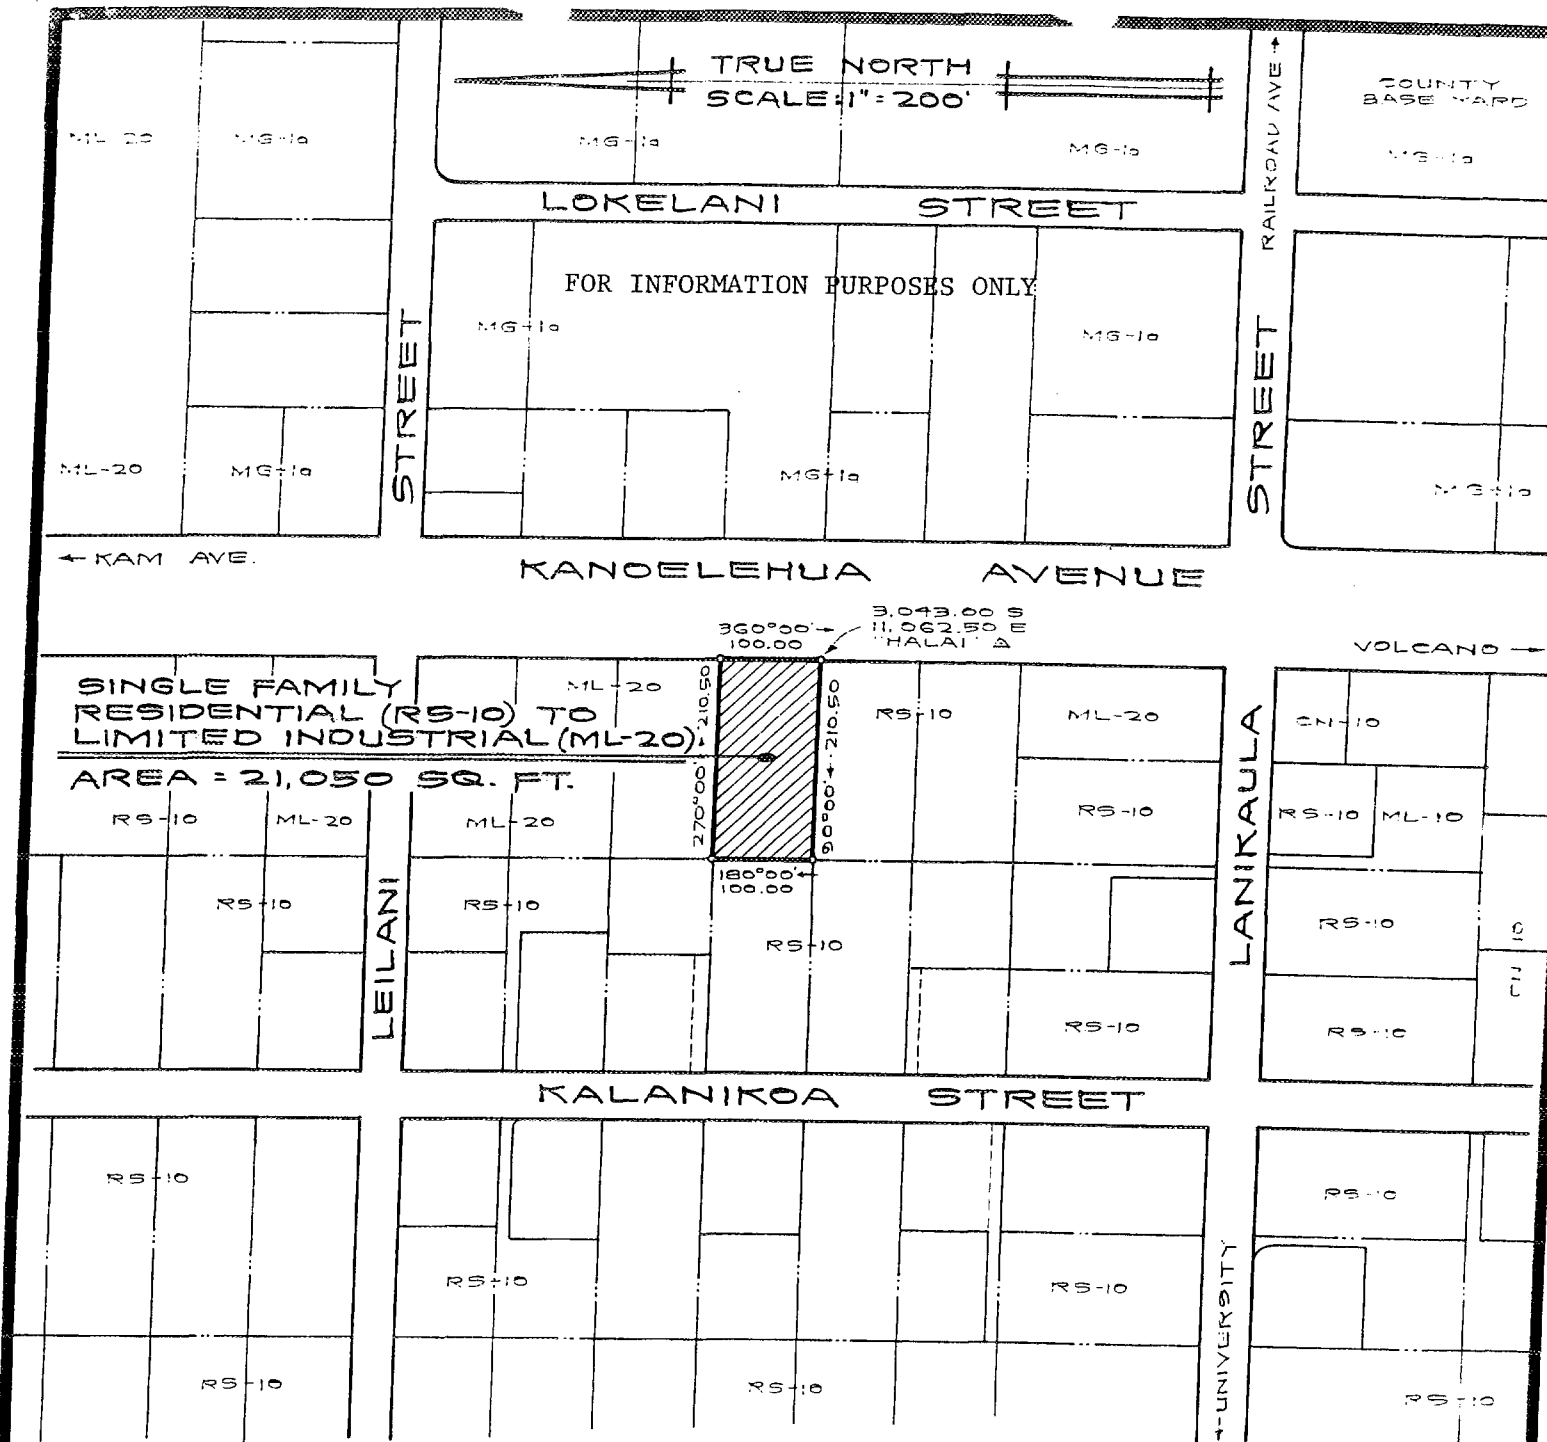 TRUE NORTH
SCALE: 1" = 200'
COUNTY
BASE YARD
RAILROAD AVE →
ML-20
MG-1a
MG-1a
MG-1a
MG-1a
LOKELANI STREET
FOR INFORMATION PURPOSES ONLY
MG-1a
MG-1a
STREET
STREET
ML-20
MG-1a
MG-1a
MG-1a
← KAM AVE.
KANOELEHUA AVENUE
3,043.00 S
11,062.50 E
"HALAI" △
360°00' →
100.00
VOLCANO →
SINGLE FAMILY
RESIDENTIAL (RS-10) TO
LIMITED INDUSTRIAL (ML-20)
AREA = 21,050 SQ. FT.
ML-20
270°00' 210.50
90°00' 210.50
RS-10
ML-20
CN-10
RS-10
ML-20
ML-20
RS-10
RS-10
ML-10
180°00'
100.00
LEILANI
LANIKAULA
RS-10
RS-10
RS-10
RS-10
CN 10
RS-10
RS-10
KALANIKOA STREET
RS-10
RS-10
RS-10
RS-10
← UNIVERSITY
RS-10
RS-10
RS-10